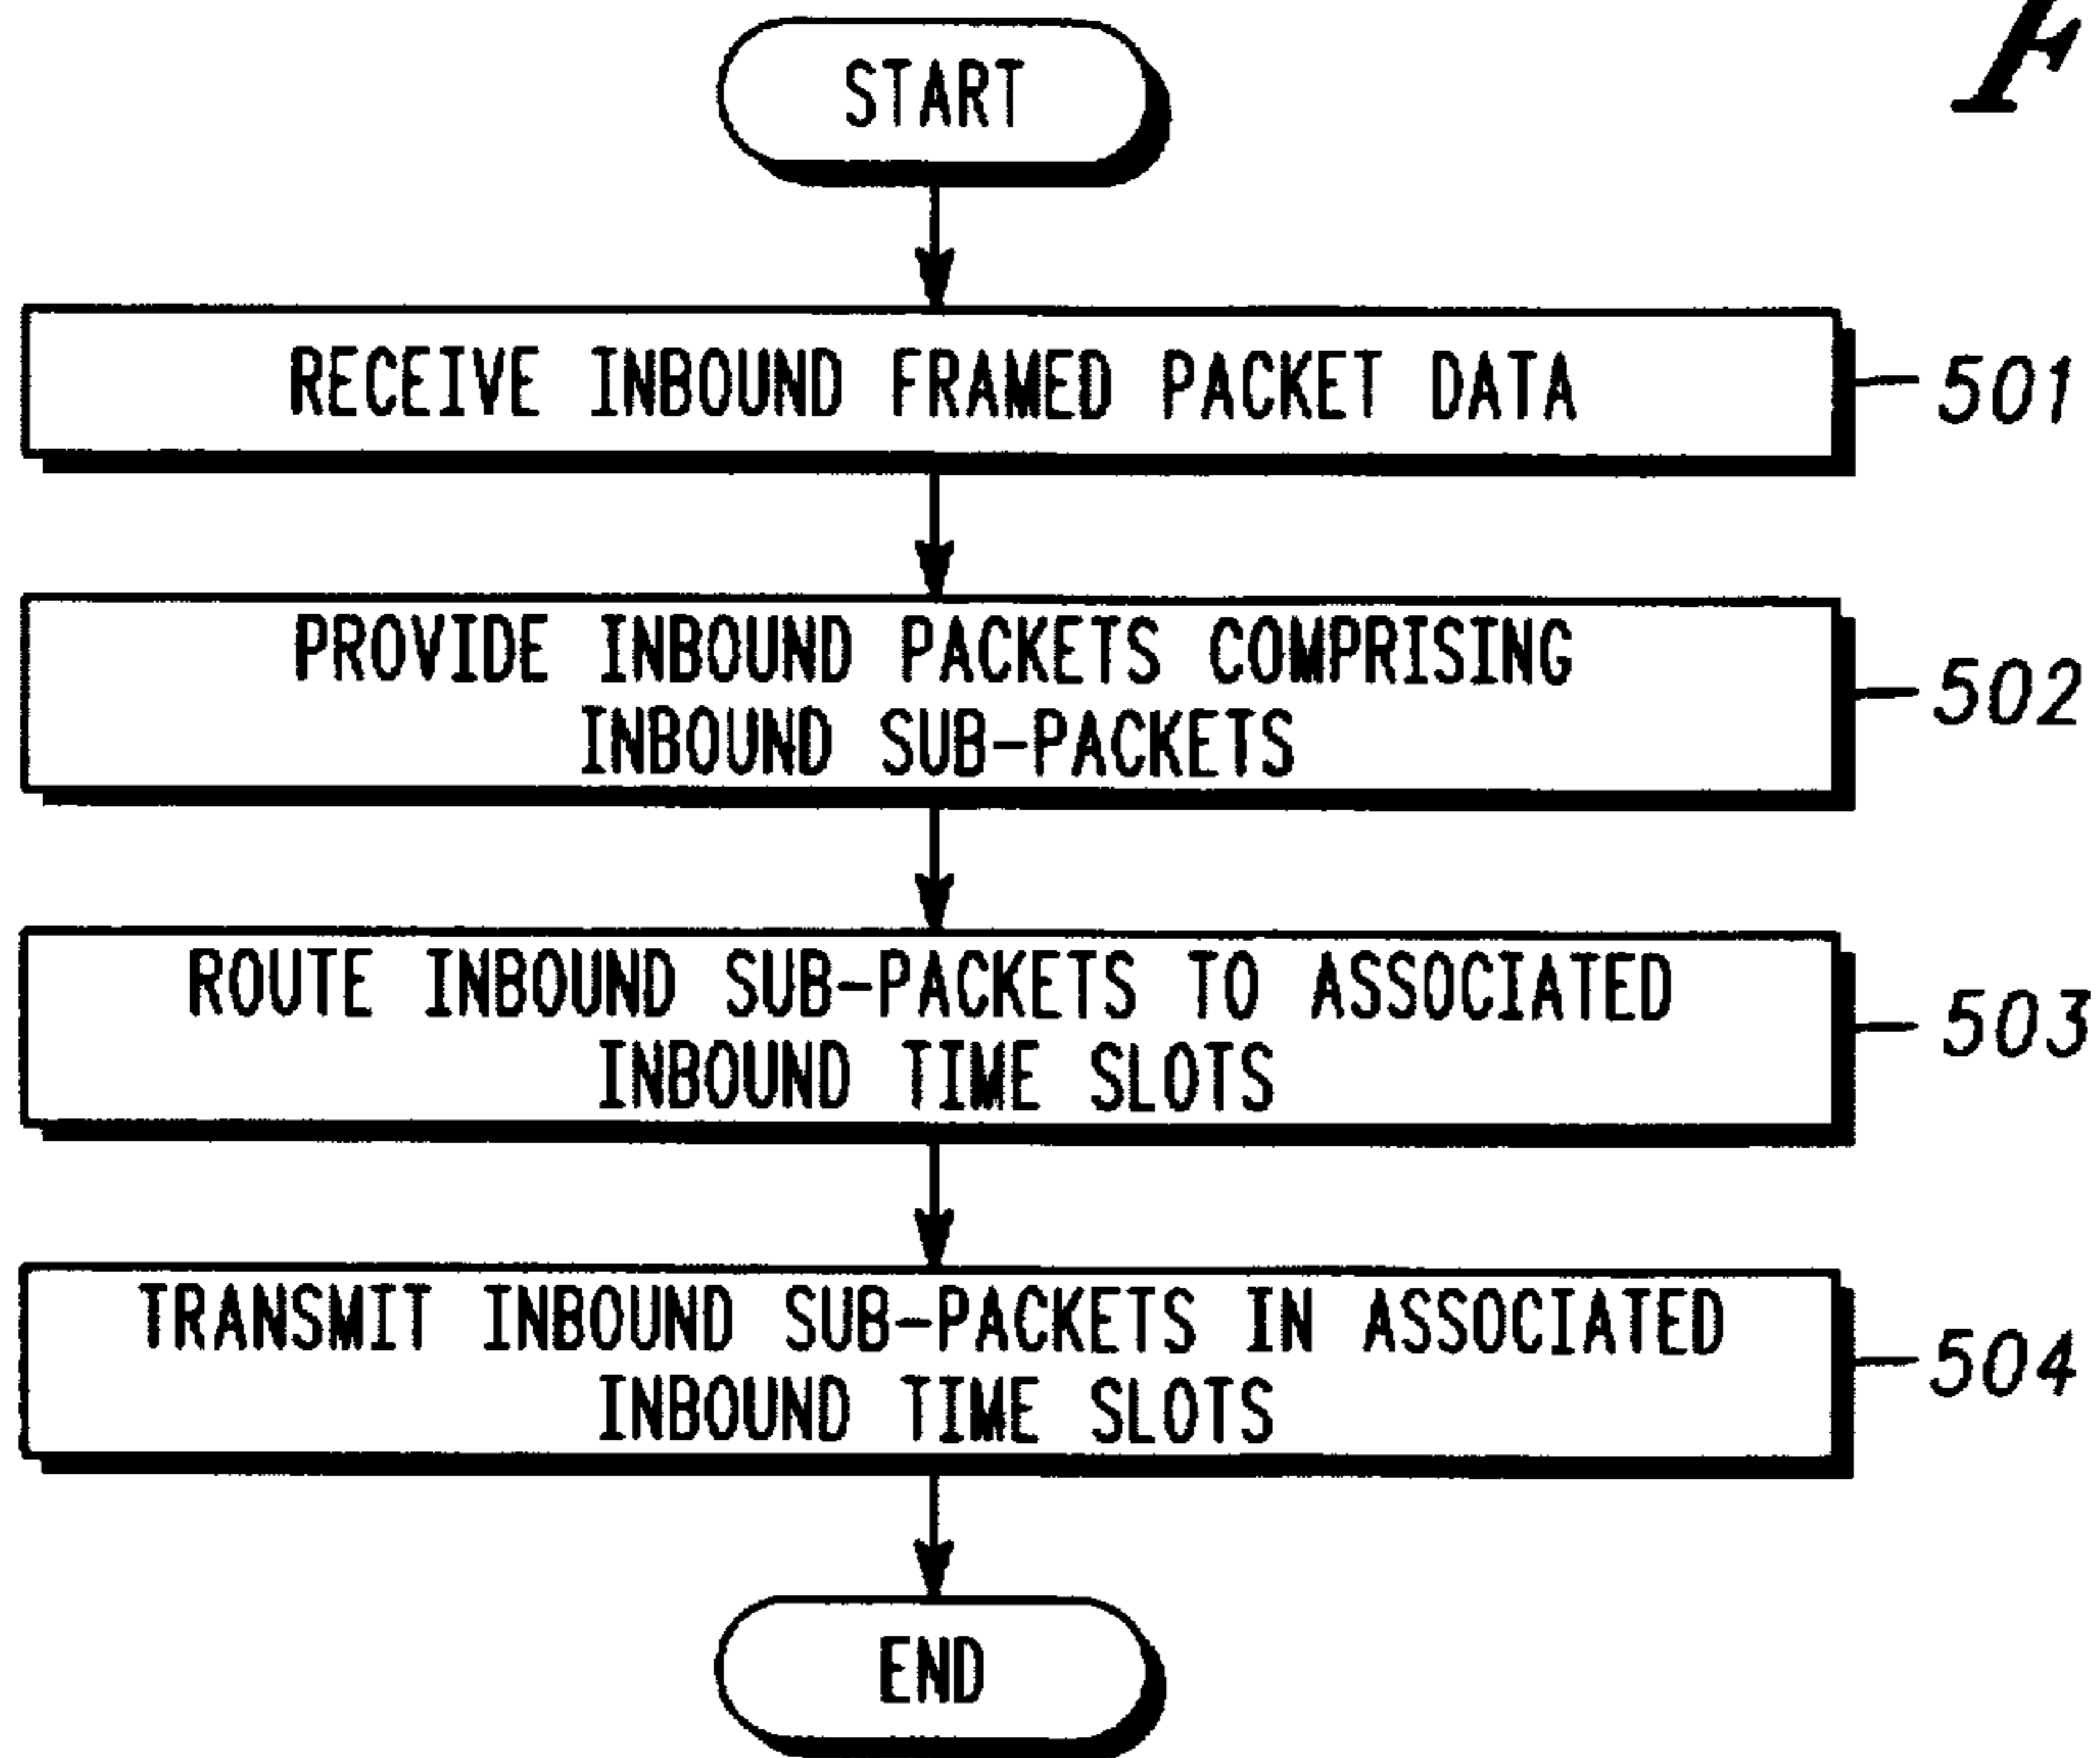 START
RECEIVE INBOUND FRAMED PACKET DATA
501
PROVIDE INBOUND PACKETS COMPRISING
INBOUND SUB-PACKETS
502
ROUTE INBOUND SUB-PACKETS TO ASSOCIATED
INBOUND TIME SLOTS
503
TRANSMIT INBOUND SUB-PACKETS IN ASSOCIATED
INBOUND TIME SLOTS
504
END